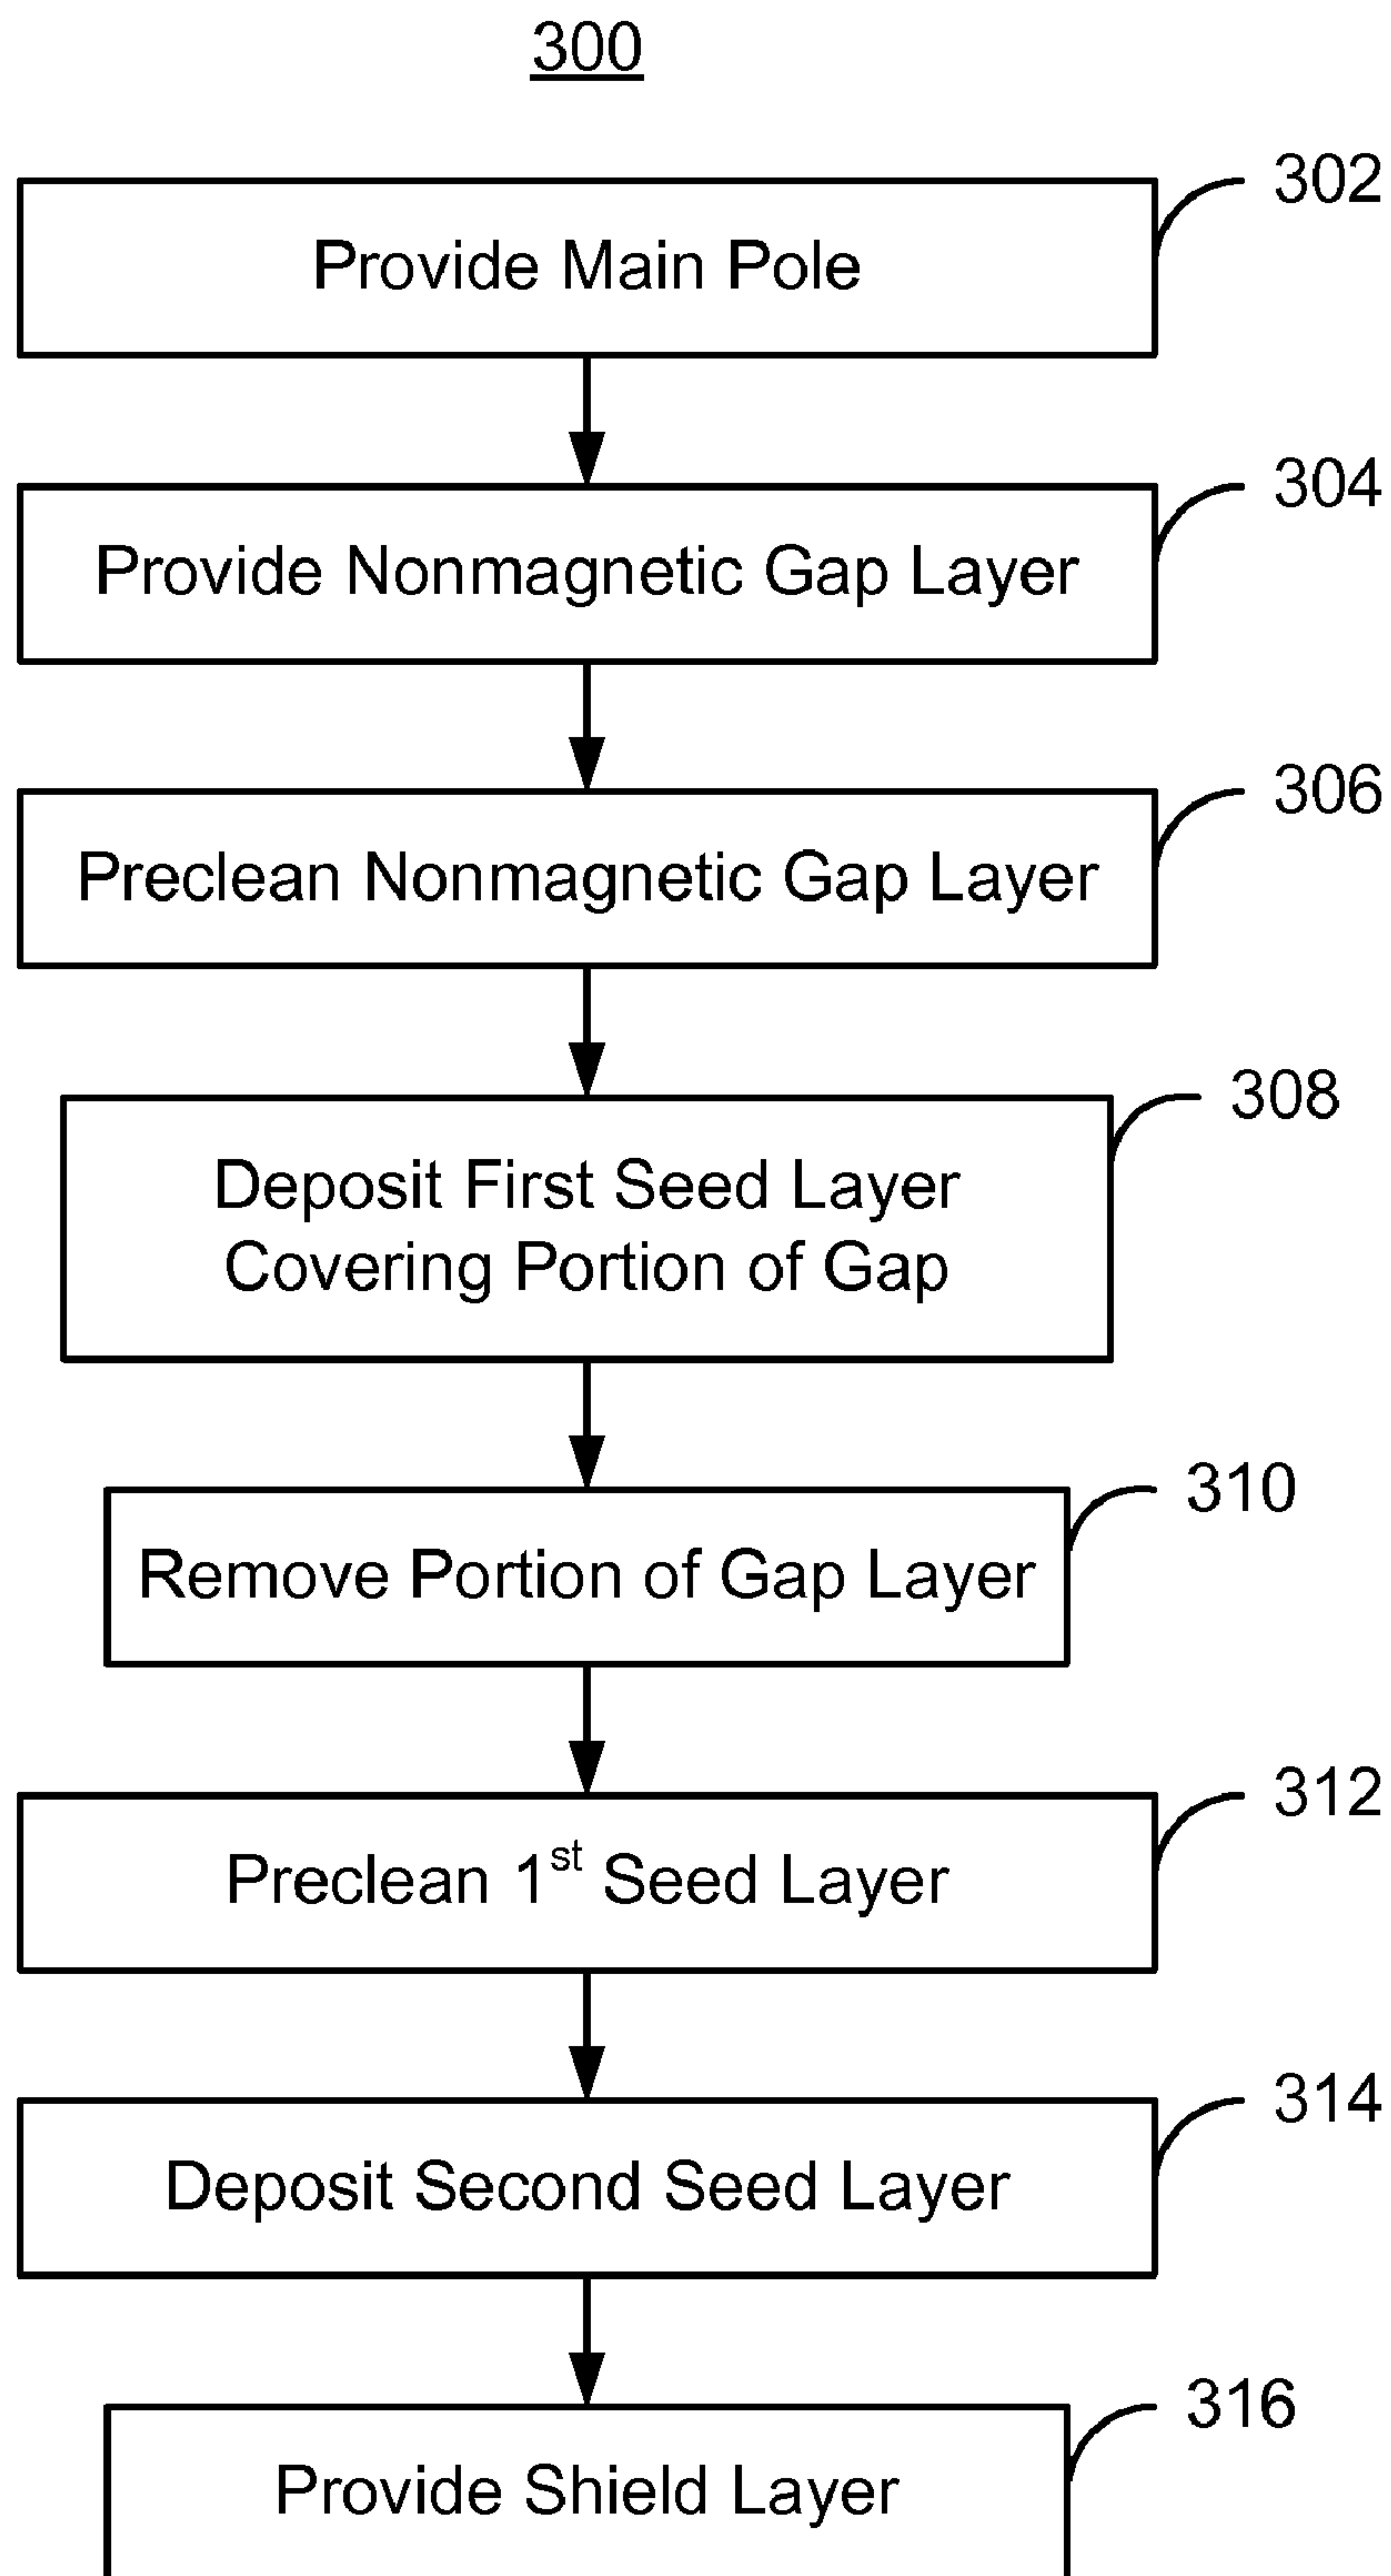 300
302
Provide Main Pole
304
Provide Nonmagnetic Gap Layer
306
Preclean Nonmagnetic Gap Layer
308
Deposit First Seed Layer
Covering Portion of Gap
310
Remove Portion of Gap Layer
312
Preclean 1st Seed Layer
314
Deposit Second Seed Layer
316
Provide Shield Layer